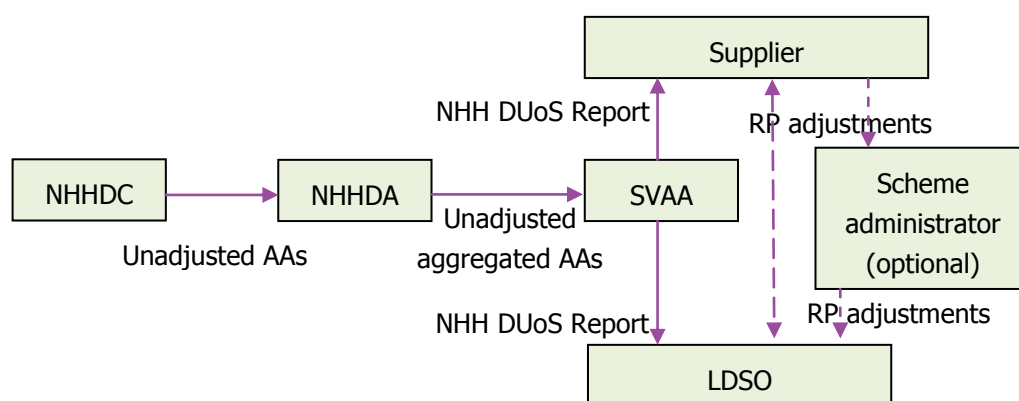 Supplier
NHH DUoS Report
RP adjustments
NHHDC
NHHDA
SVAA
Scheme
administrator
(optional)
Unadjusted AAs
Unadjusted
aggregated AAs
NHH DUoS Report
RP adjustments
LDSO